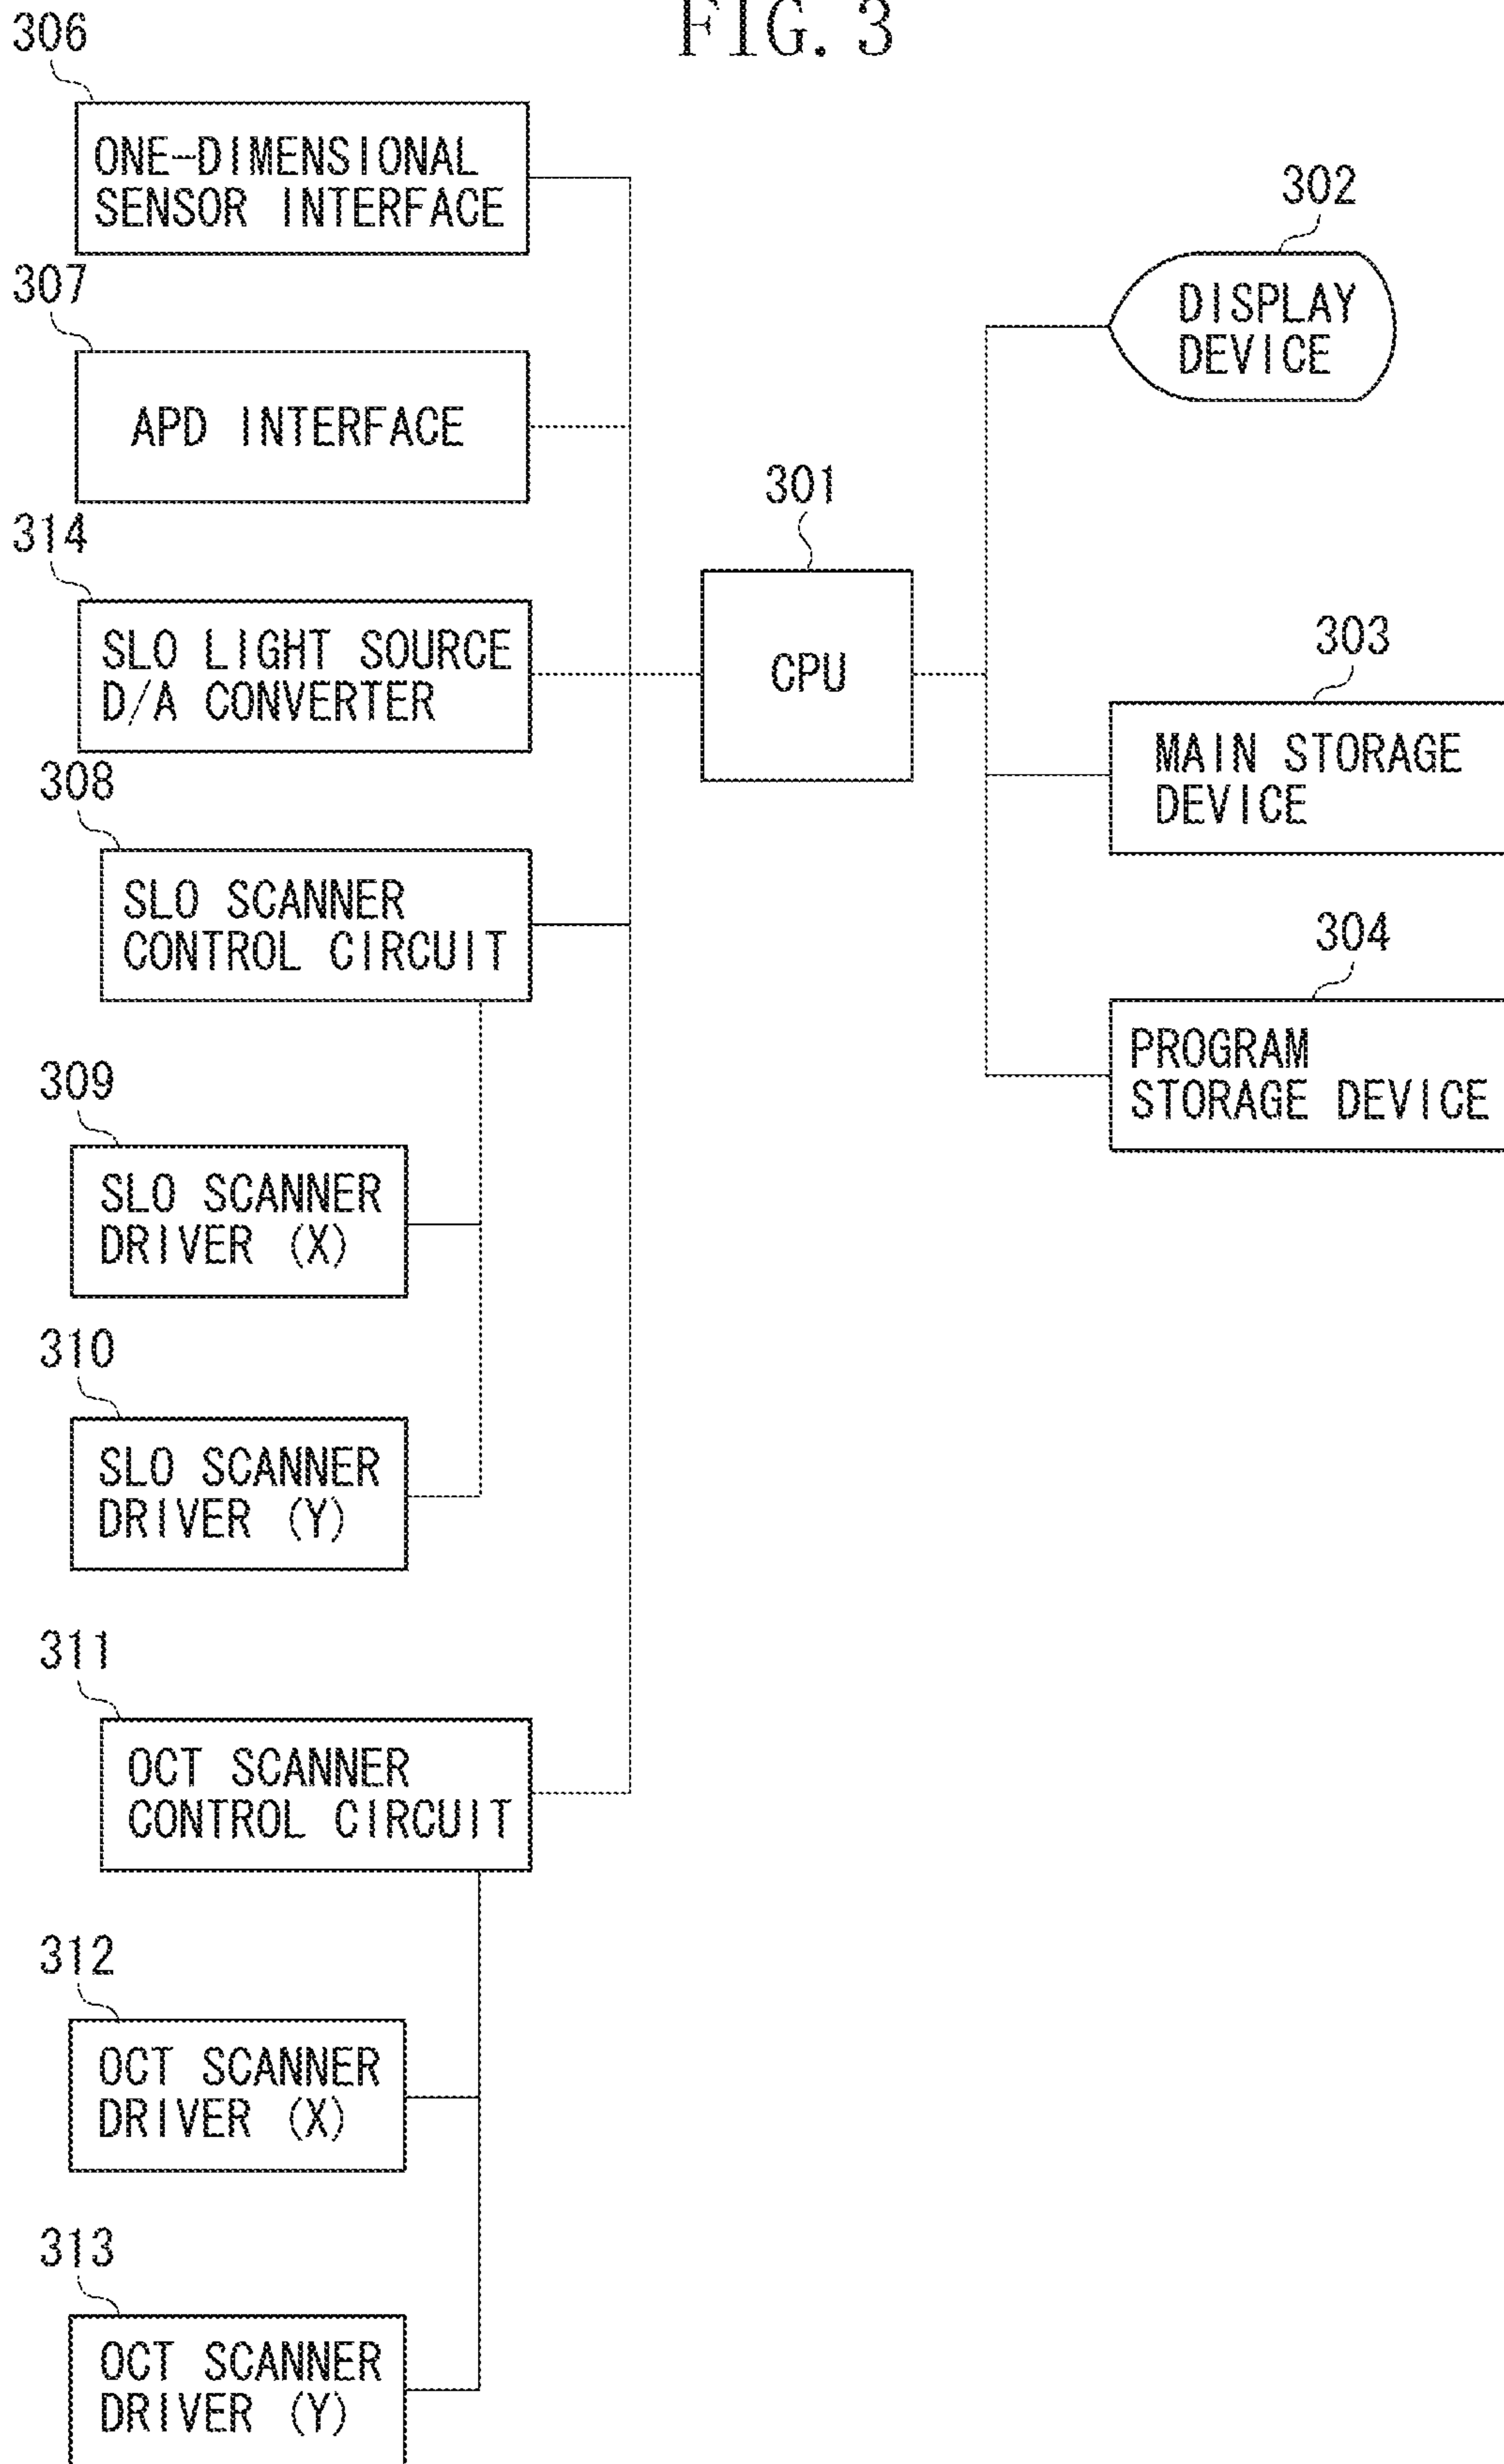 FIG. 3
306
ONE-DIMENSIONAL
SENSOR INTERFACE
307
APD INTERFACE
314
SLO LIGHT SOURCE
D/A CONVERTER
308
SLO SCANNER
CONTROL CIRCUIT
309
SLO SCANNER
DRIVER (X)
310
SLO SCANNER
DRIVER (Y)
311
OCT SCANNER
CONTROL CIRCUIT
312
OCT SCANNER
DRIVER (X)
313
OCT SCANNER
DRIVER (Y)
301
CPU
302
DISPLAY
DEVICE
303
MAIN STORAGE
DEVICE
304
PROGRAM
STORAGE DEVICE